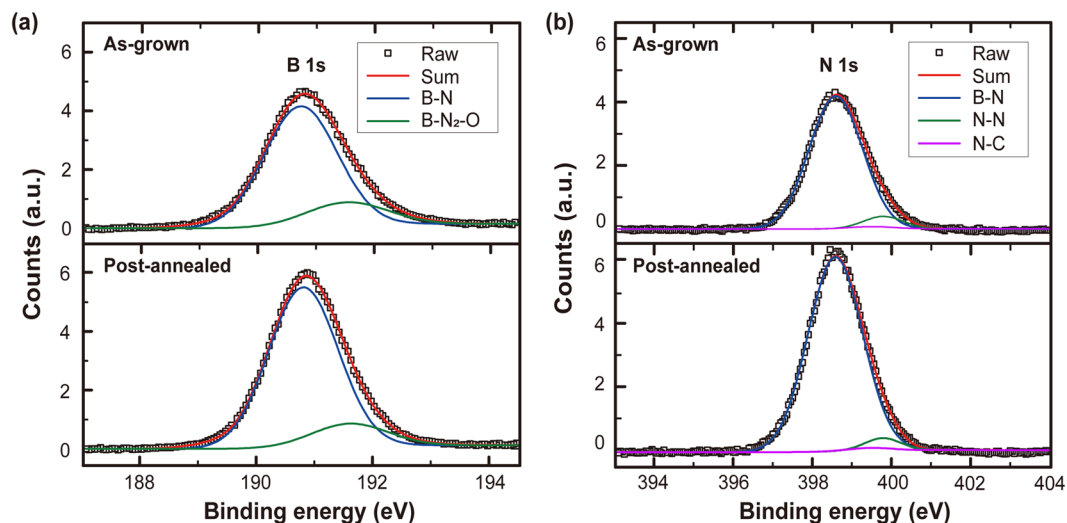 (a)
As-grown
B 1s
Raw
Sum
B-N
B-N₂-O
6
4
2
0
Post-annealed
6
4
2
0
188 190 192 194
Binding energy (eV)
Counts (a.u.)
(b)
As-grown
N 1s
Raw
Sum
B-N
N-N
N-C
6
4
2
0
Post-annealed
6
4
2
0
394 396 398 400 402 404
Binding energy (eV)
Counts (a.u.)